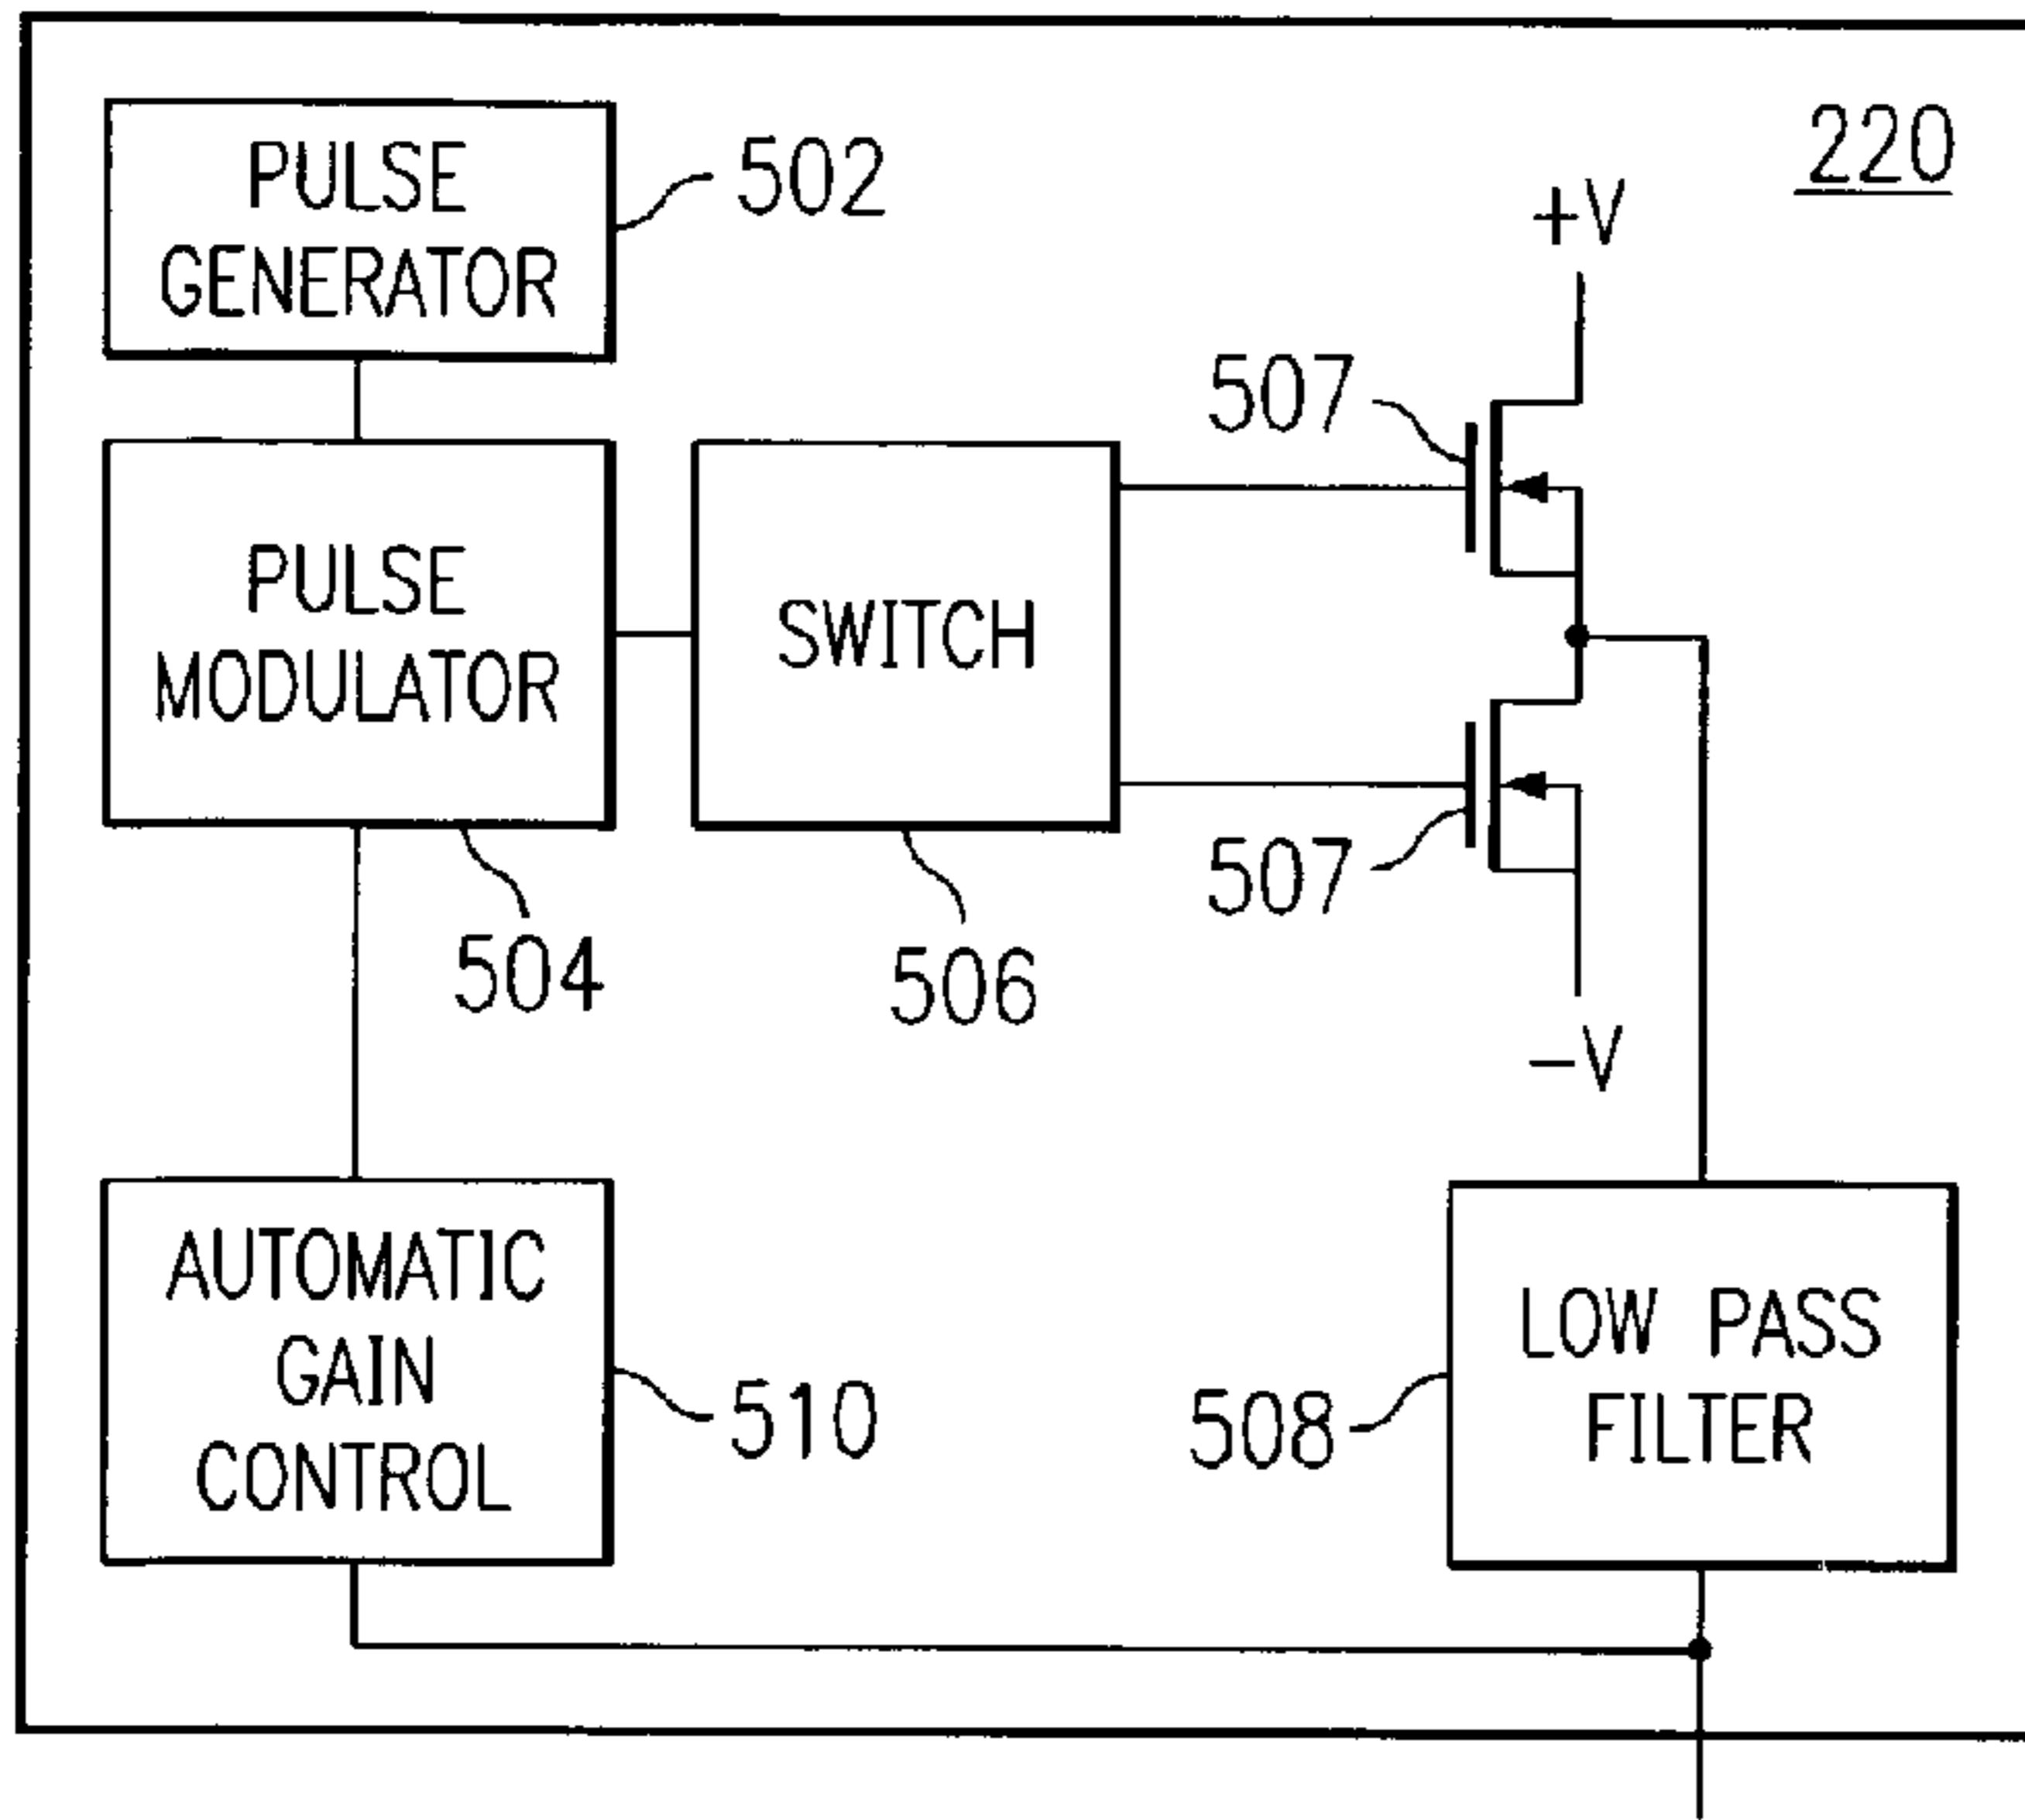 220
PULSE
GENERATOR
502
+V
507
PULSE
MODULATOR
504
SWITCH
506
507
-V
AUTOMATIC
GAIN
CONTROL
510
LOW PASS
FILTER
508